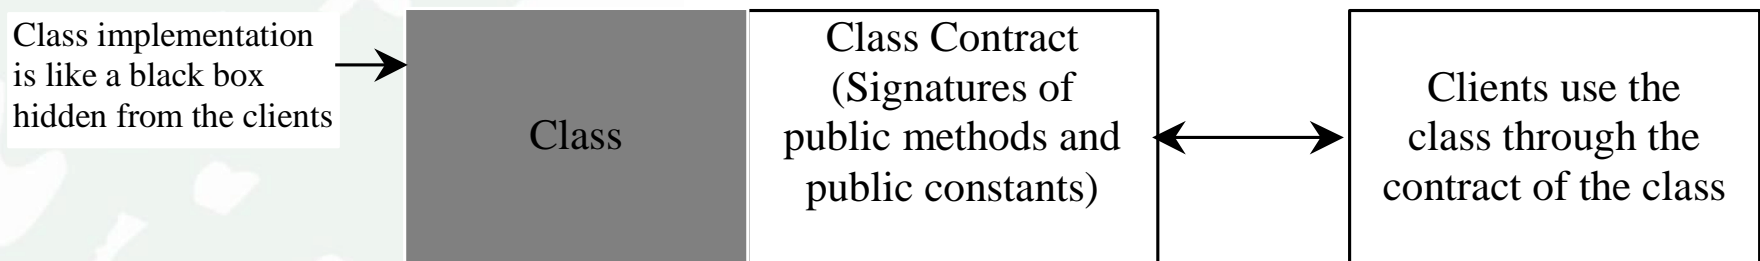 Class implementation
is like a black box
hidden from the clients
Class
Class Contract
(Signatures of
public methods and
public constants)
Clients use the
class through the
contract of the class